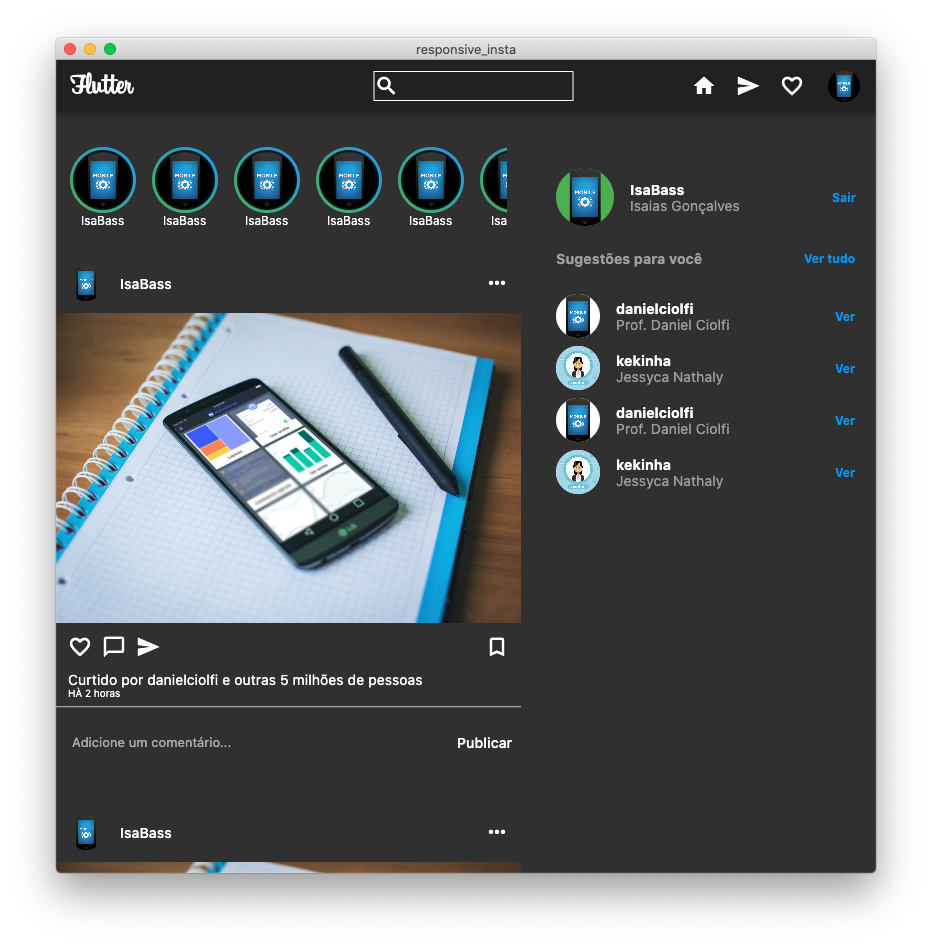 responsive_insta
Flutter
IsaBass
IsaBass
IsaBass
IsaBass
IsaBass
Isa
IsaBass
Isaias Gonçalves
Sair
Sugestões para você
Ver tudo
danielciolfi
Prof. Daniel Ciolfi
Ver
kekinha
Jessyca Nathaly
Ver
danielciolfi
Prof. Daniel Ciolfi
Ver
kekinha
Jessyca Nathaly
Ver
IsaBass
LG
Curtido por danielciolfi e outras 5 milhões de pessoas
HÀ 2 horas
Adicione um comentário...
Publicar
IsaBass